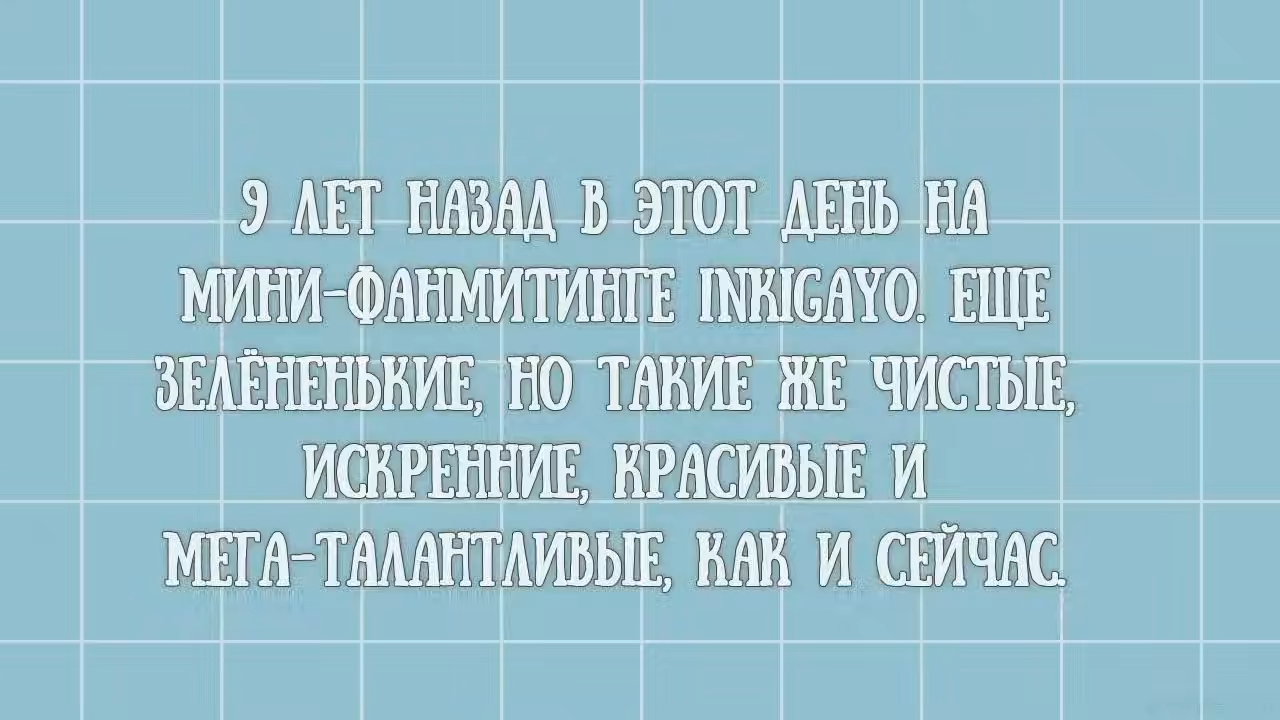 9 ЛЕТ НАЗАД В ЭТОТ ДЕНЬ НА
МИНИ-ФАНМИТИНГЕ INKIGAYO. ЕЩЕ
ЗЕЛЁНЕНЬКИЕ, НО ТАКИЕ ЖЕ ЧИСТЫЕ,
ИСКРЕННИЕ, КРАСИВЫЕ И
МЕГА-ТАЛАНТЛИВЫЕ, КАК И СЕЙЧАС.